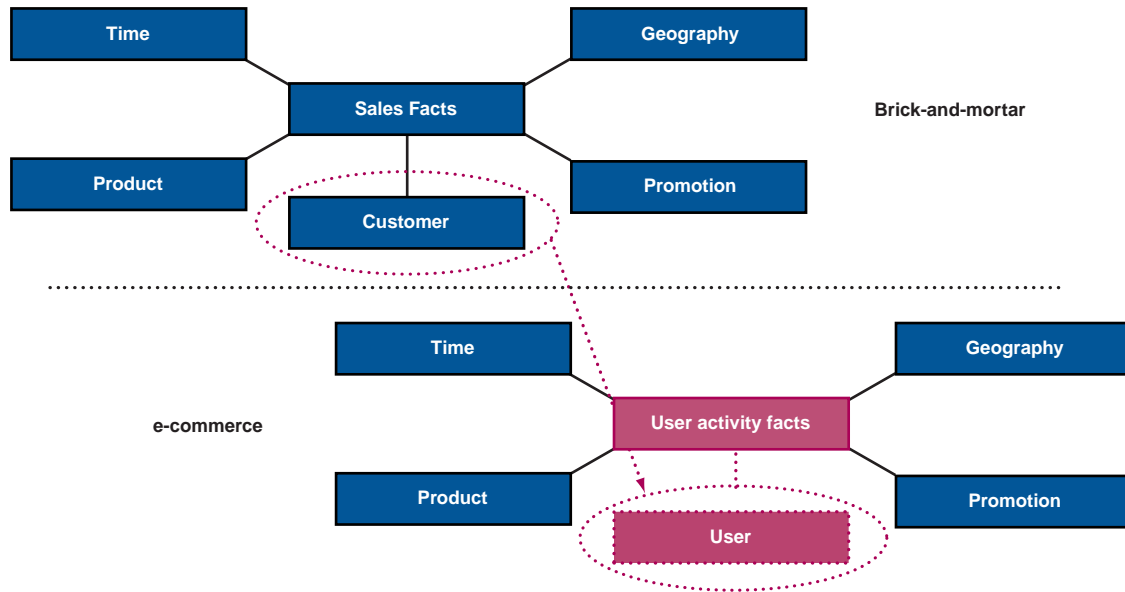 Time
Geography
Sales Facts
Brick-and-mortar
Product
Promotion
Customer
Time
Geography
User activity facts
e-commerce
Product
Promotion
User